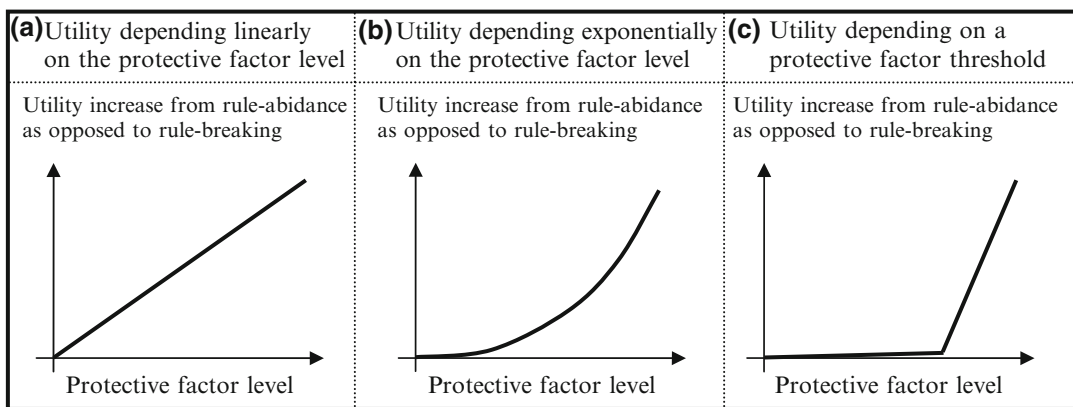 (a) Utility depending linearly
on the protective factor level
Utility increase from rule-abidance
as opposed to rule-breaking
Protective factor level
(b) Utility depending exponentially
on the protective factor level
Utility increase from rule-abidance
as opposed to rule-breaking
Protective factor level
(c) Utility depending on a
protective factor threshold
Utility increase from rule-abidance
as opposed to rule-breaking
Protective factor level